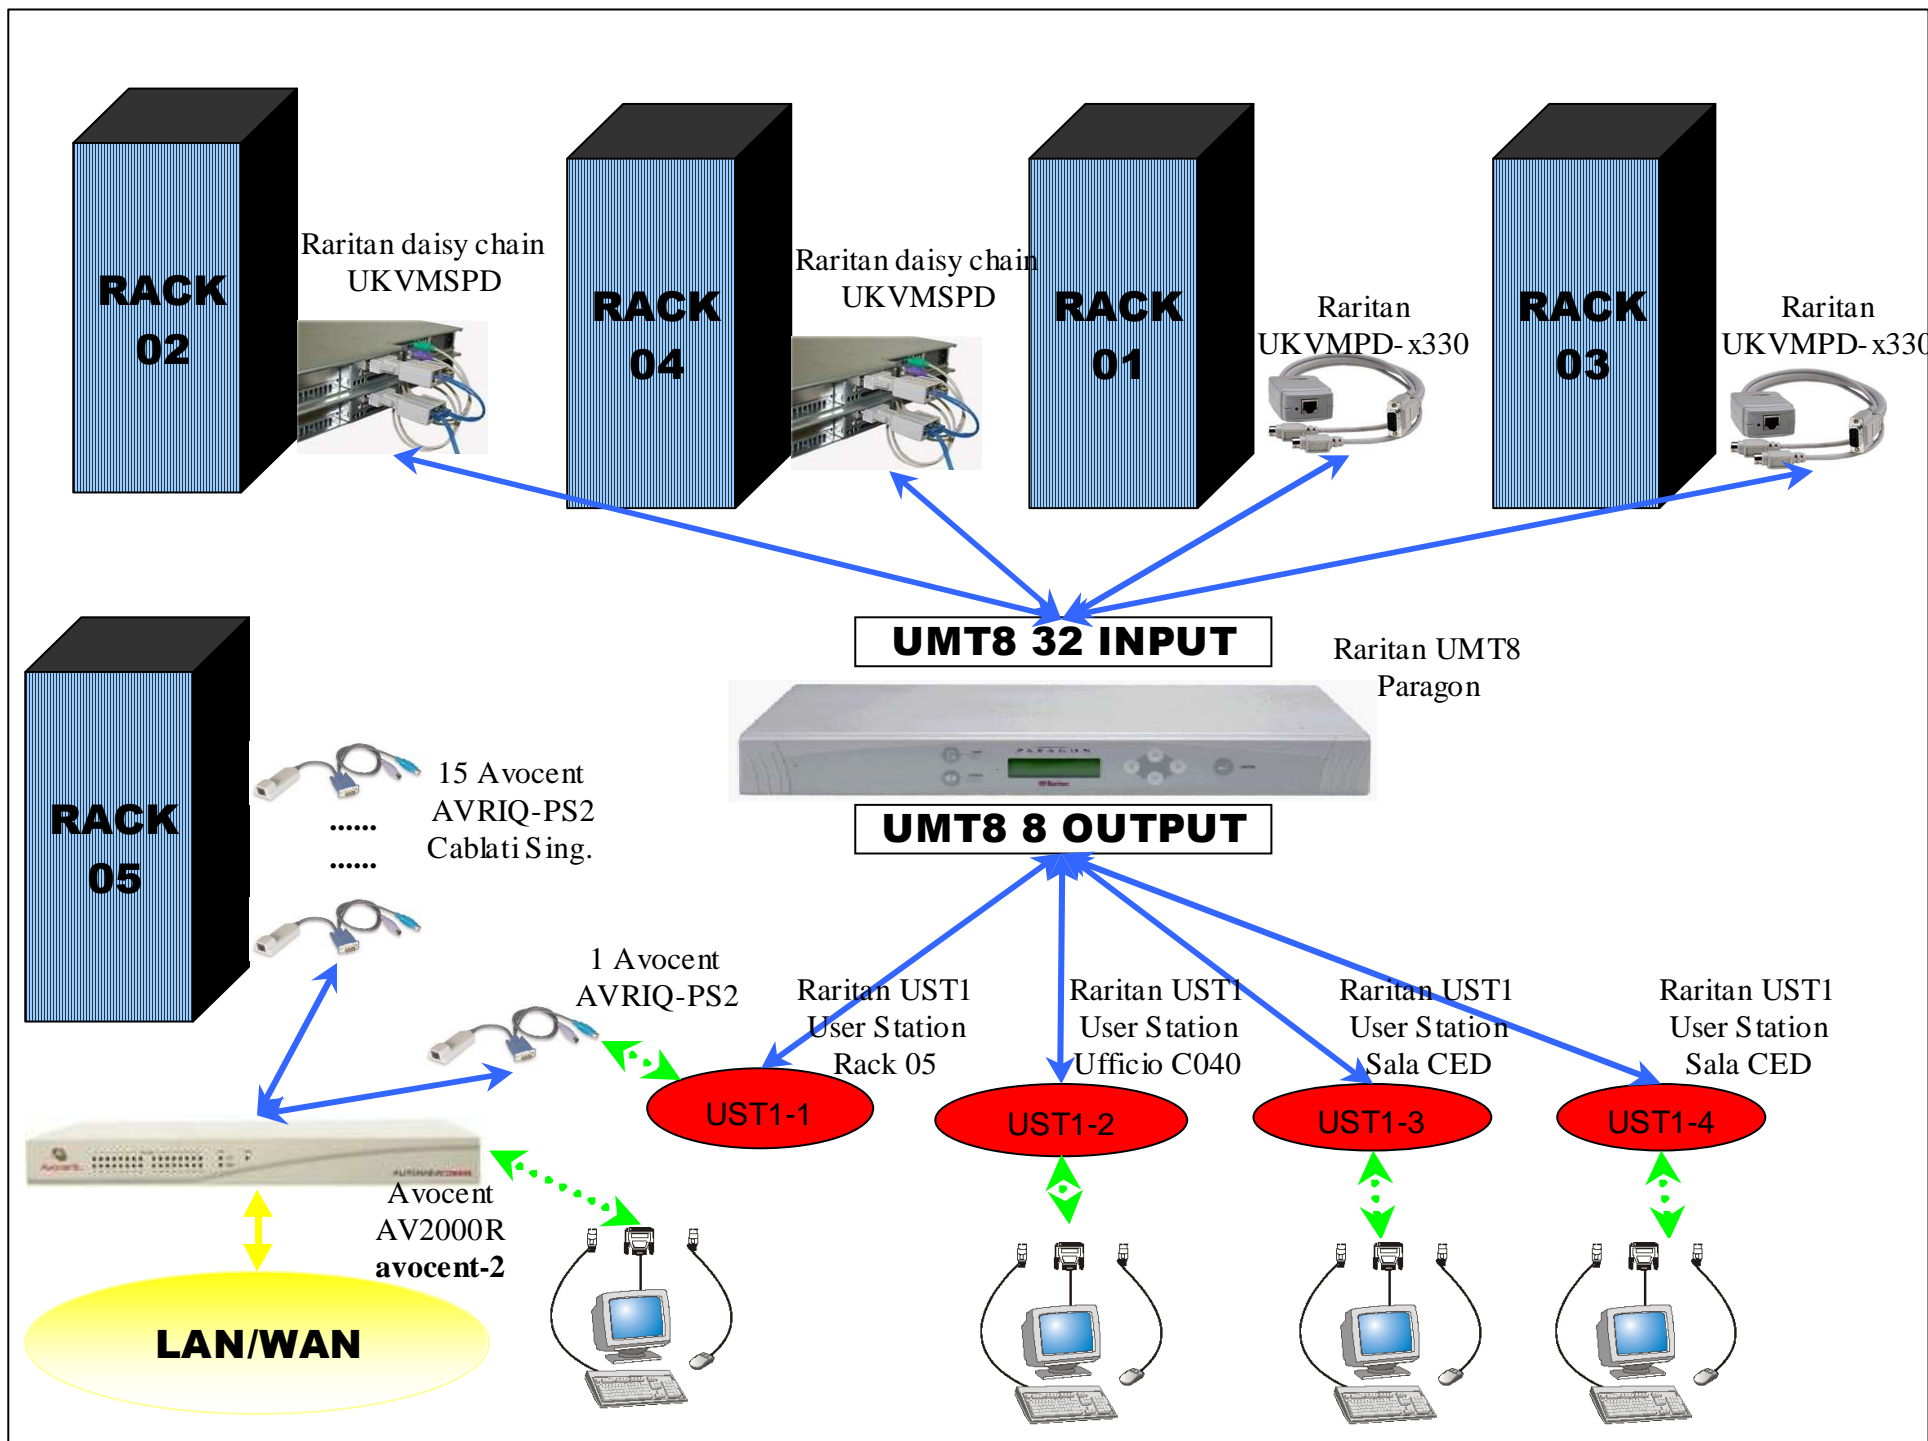 RACK
02
Raritan daisy chain
UKVMSPD
RACK
04
Raritan daisy chain
UKVMSPD
RACK
01
Raritan
UKVMPD-x330
RACK
03
Raritan
UKVMPD-x330
UMT8 32 INPUT
Raritan UMT8
Paragon
PARAGON
Raritan
UMT8 8 OUTPUT
RACK
05
15 Avocent
AVRIQ-PS2
Cablati Sing.
......
......
1 Avocent
AVRIQ-PS2
Raritan UST1
User Station
Rack 05
Raritan UST1
User Station
Ufficio C040
Raritan UST1
User Station
Sala CED
Raritan UST1
User Station
Sala CED
UST1-1
UST1-2
UST1-3
UST1-4
Avocent
Avocent
AV2000R
avocent-2
LAN/WAN